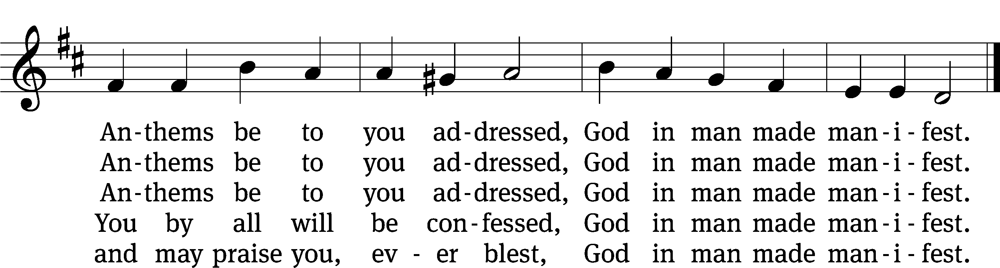 An-thems be to you ad-dressed, God in man made man-i-fest.
An-thems be to you ad-dressed, God in man made man-i-fest.
An-thems be to you ad-dressed, God in man made man-i-fest.
You by all will be con-fessed, God in man made man-i-fest.
and may praise you, ev-er blest, God in man made man-i-fest.